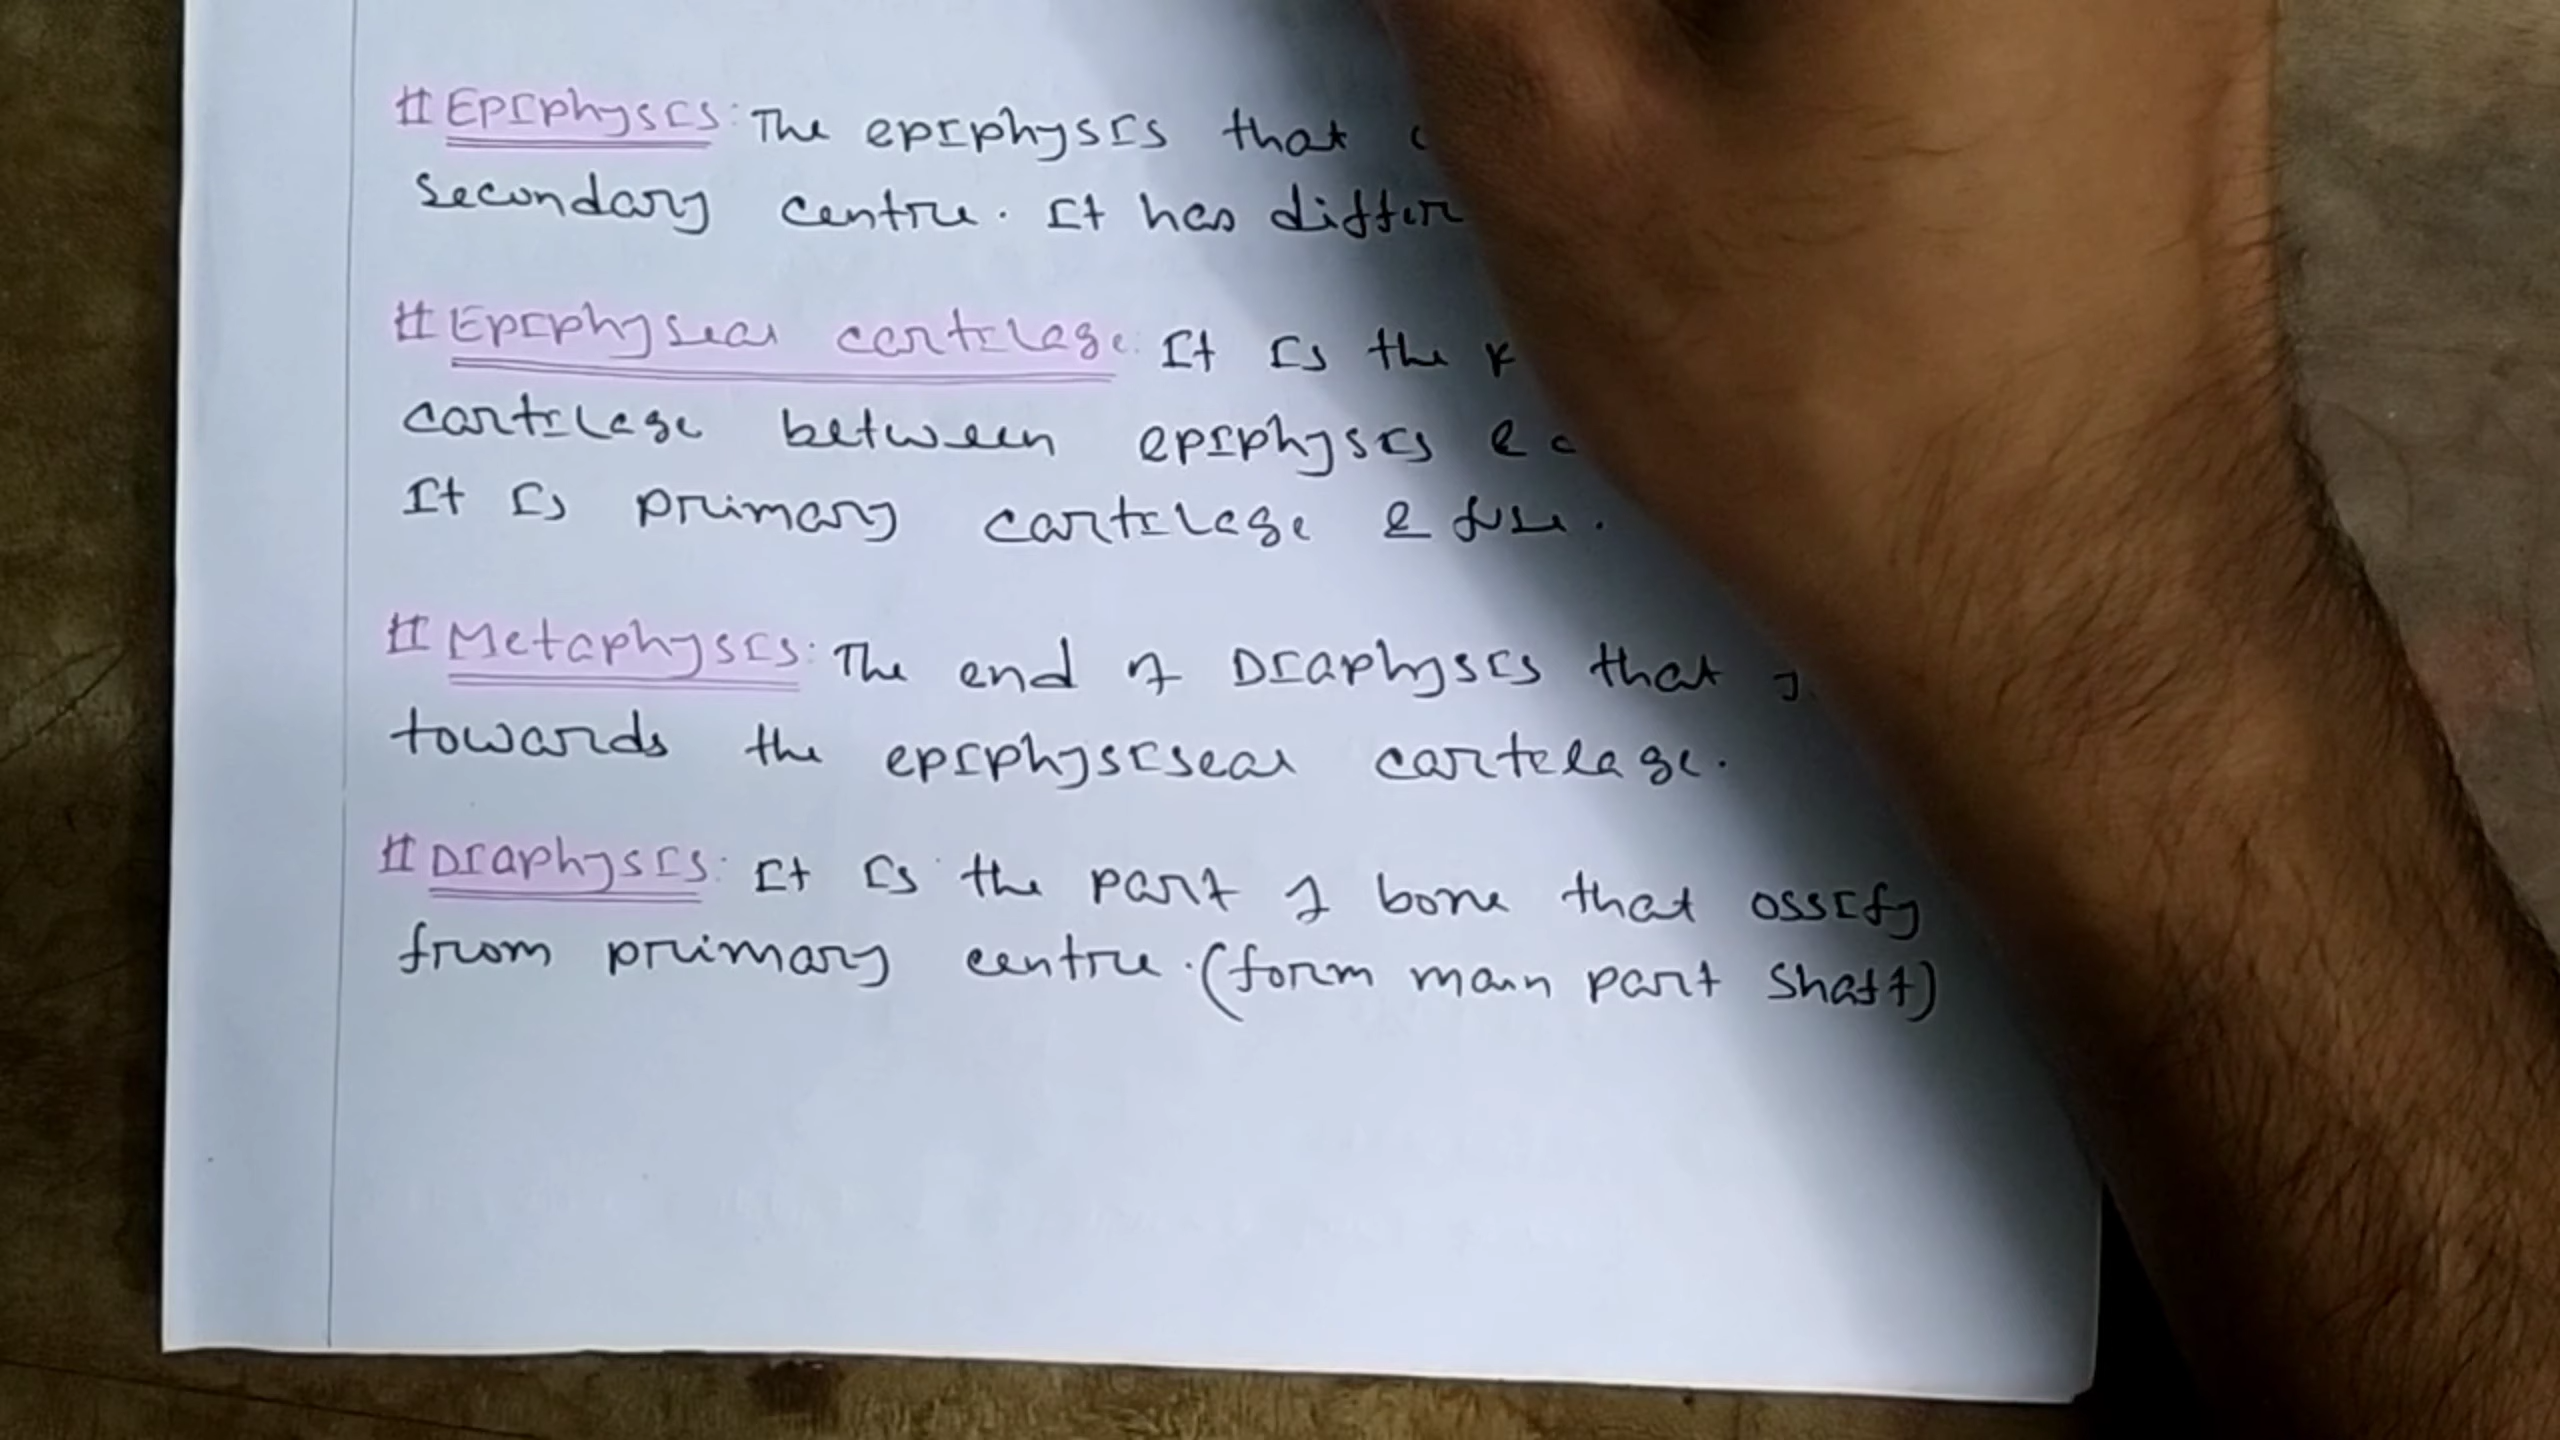 # Epiphysis: The epiphysis that
secondary centre. It has differ
# Epiphyseal cartilage: It is the
cartilage between epiphysis &
It is primary cartilage & fuse.
# Metaphysis: The end of Diaphysis that
towards the epiphysiseal cartelage.
# Diaphysis: It is the part of bone that ossify
from primary centre. (form main part shaft)